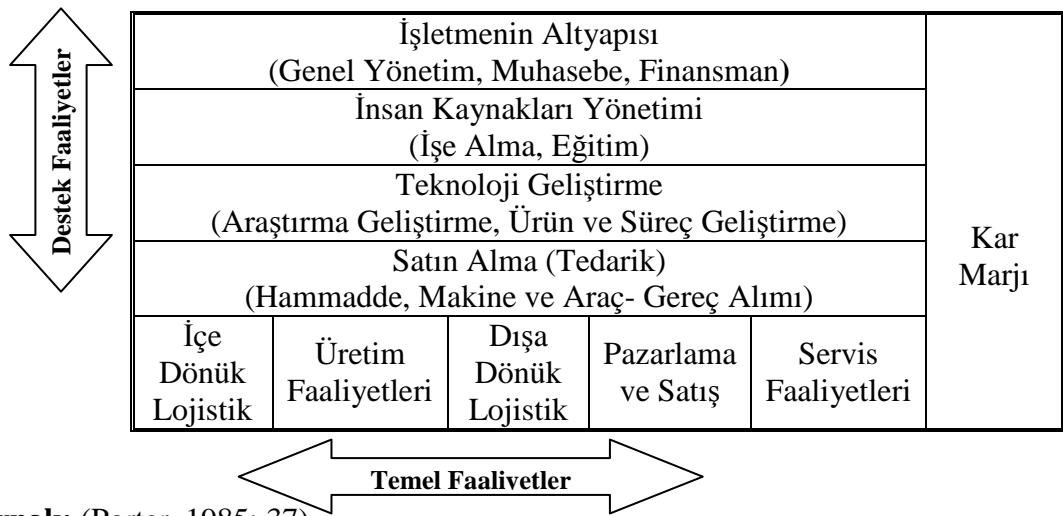 Destek Faaliyetler
İşletmenin Altyapısı
(Genel Yönetim, Muhasebe, Finansman)
İnsan Kaynakları Yönetimi
(İşe Alma, Eğitim)
Teknoloji Geliştirme
(Araştırma Geliştirme, Ürün ve Süreç Geliştirme)
Satın Alma (Tedarik)
(Hammadde, Makine ve Araç- Gereç Alımı)
İçe
Dönük
Lojistik
Üretim
Faaliyetleri
Dışa
Dönük
Lojistik
Pazarlama
ve Satış
Servis
Faaliyetleri
Kar
Marjı
Temel Faaliyetler
(Porter, 1985: 37)